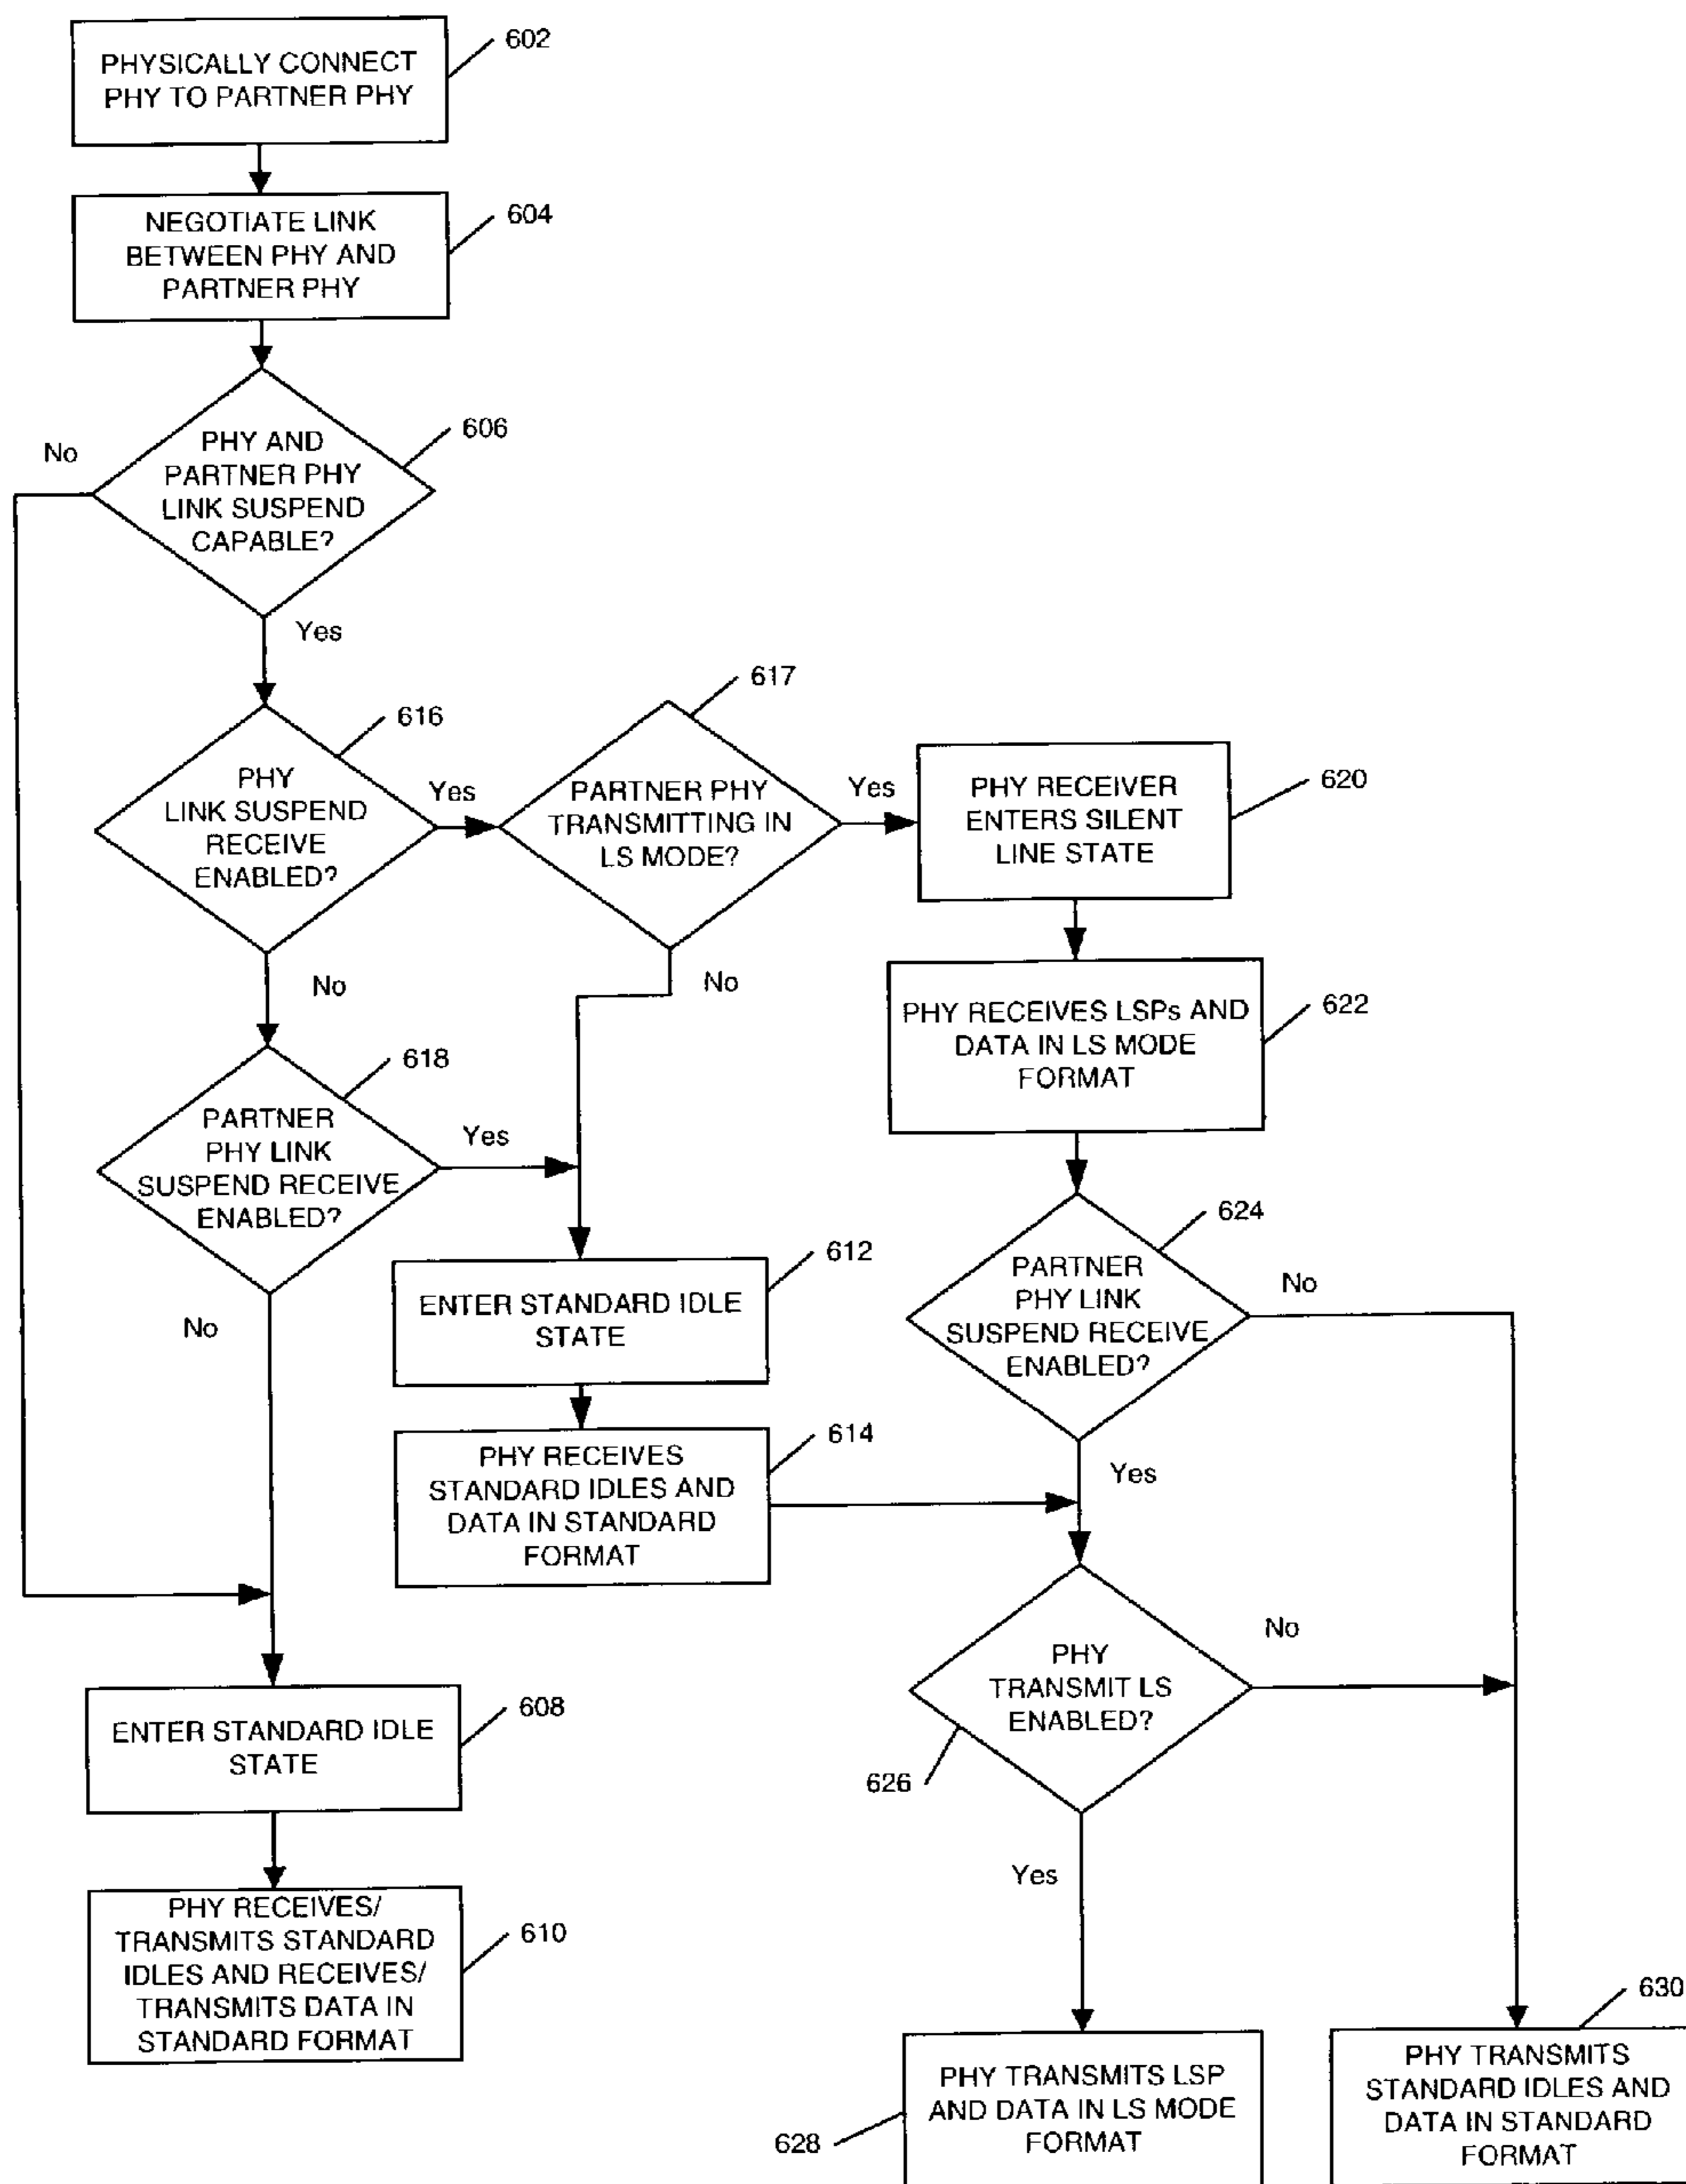 PHYSICALLY CONNECT
PHY TO PARTNER PHY
602
NEGOTIATE LINK
BETWEEN PHY AND
PARTNER PHY
604
PHY AND
PARTNER PHY
LINK SUSPEND
CAPABLE?
606
No
Yes
PHY
LINK SUSPEND
RECEIVE
ENABLED?
616
Yes
No
PARTNER PHY
TRANSMITTING IN
LS MODE?
617
Yes
No
PHY RECEIVER
ENTERS SILENT
LINE STATE
620
PHY RECEIVES LSPs AND
DATA IN LS MODE
FORMAT
622
PARTNER
PHY LINK
SUSPEND RECEIVE
ENABLED?
618
Yes
No
ENTER STANDARD IDLE
STATE
612
PHY RECEIVES
STANDARD IDLES AND
DATA IN STANDARD
FORMAT
614
PARTNER
PHY LINK
SUSPEND RECEIVE
ENABLED?
624
No
Yes
PHY
TRANSMIT LS
ENABLED?
626
No
Yes
ENTER STANDARD IDLE
STATE
608
PHY RECEIVES/
TRANSMITS STANDARD
IDLES AND RECEIVES/
TRANSMITS DATA IN
STANDARD FORMAT
610
PHY TRANSMITS LSP
AND DATA IN LS MODE
FORMAT
628
PHY TRANSMITS
STANDARD IDLES AND
DATA IN STANDARD
FORMAT
630